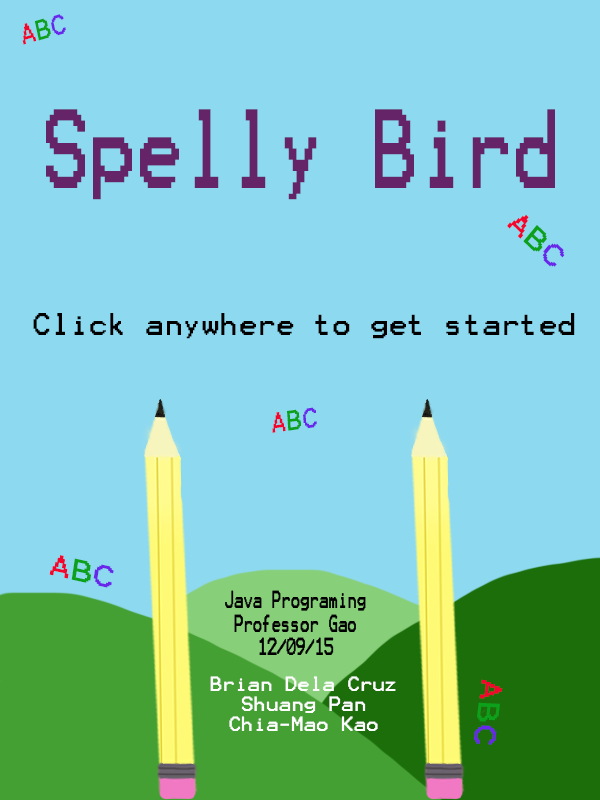 ABC
Spelly Bird
ABC
Click anywhere to get started
ABC
ABC
Java Programing
Professor Gao
12/09/15
Brian Dela Cruz
Shuang Pan
Chia-Mao Kao
ABC